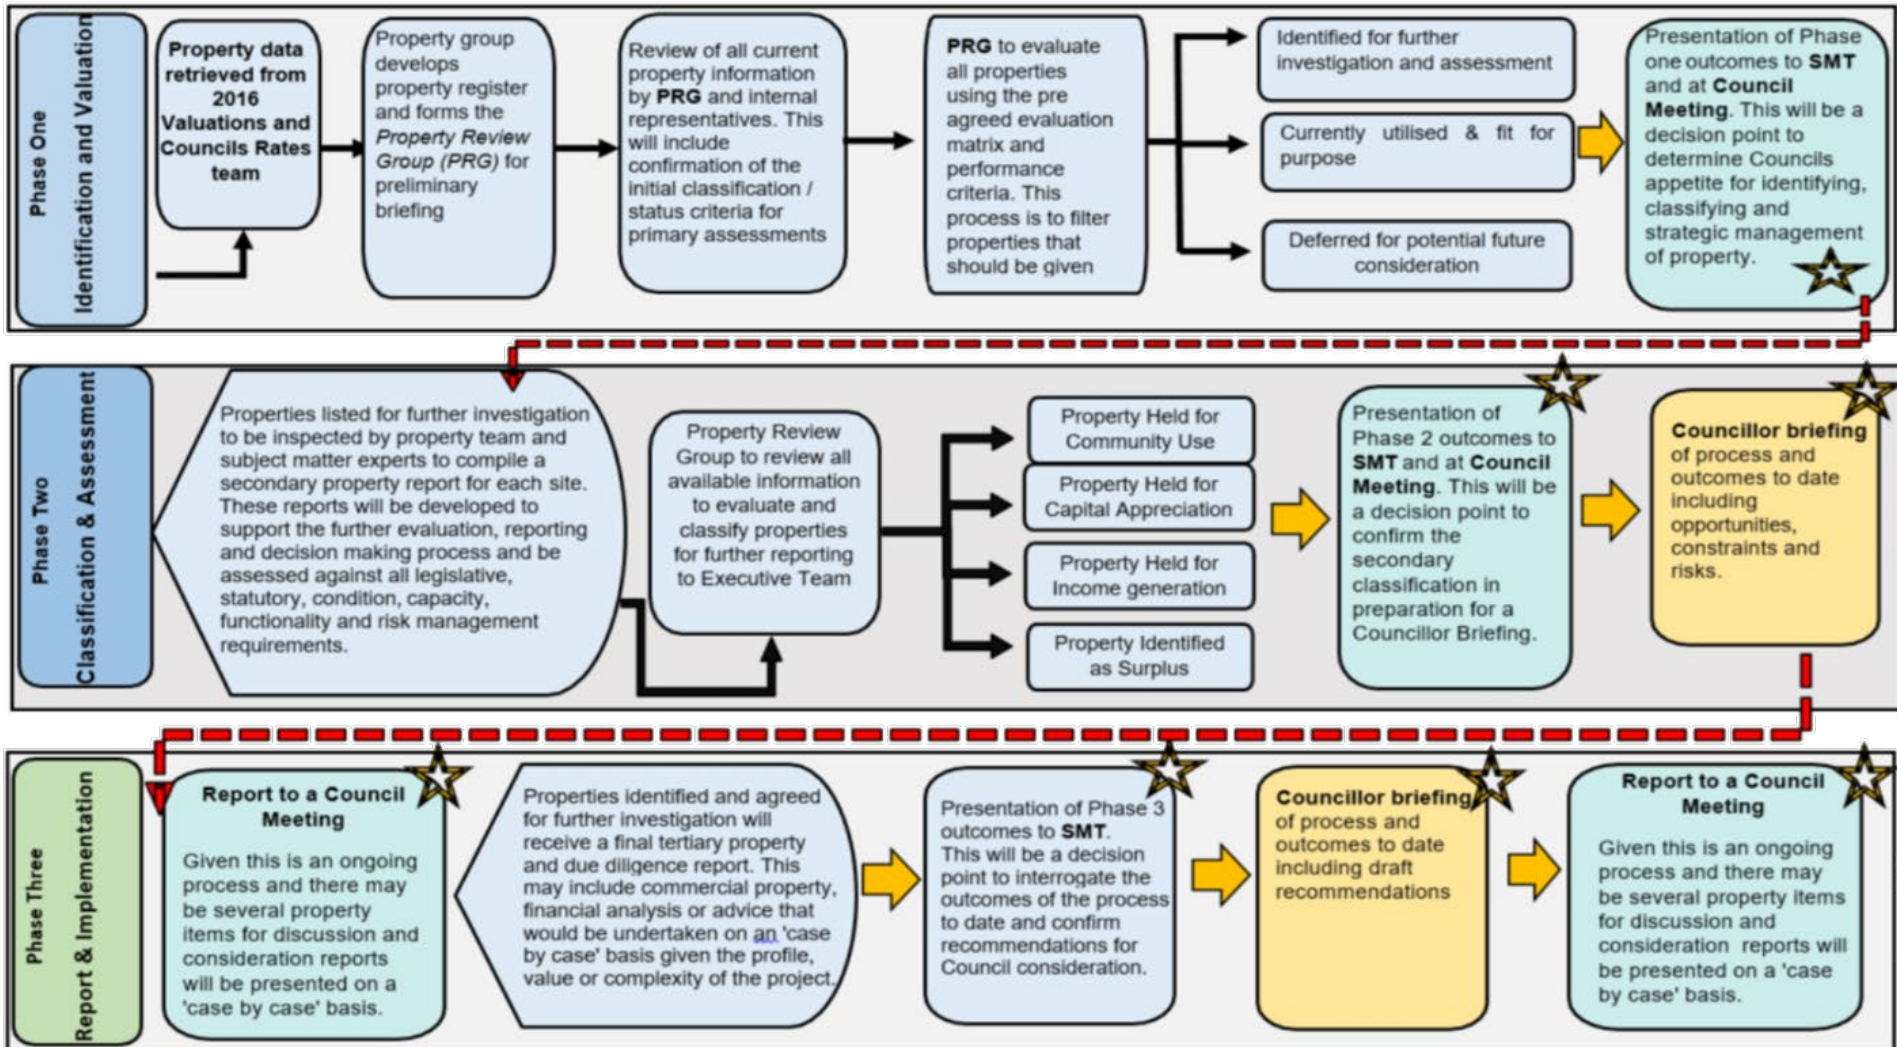 Phase One
Identification and Valuation
Property data
retrieved from
2016
Valuations and
Councils Rates
team
Property group
develops
property register
and forms the
Property Review
Group (PRG) for
preliminary
briefing
Review of all current
property information
by PRG and internal
representatives. This
will include
confirmation of the
initial classification /
status criteria for
primary assessments
PRG to evaluate
all properties
using the pre
agreed evaluation
matrix and
performance
criteria. This
process is to filter
properties that
should be given
Identified for further
investigation and assessment
Currently utilised & fit for
purpose
Deferred for potential future
consideration
Presentation of Phase
one outcomes to SMT
and at Council
Meeting. This will be a
decision point to
determine Councils
appetite for identifying,
classifying and
strategic management
of property.
Phase Two
Classification & Assessment
Properties listed for further investigation
to be inspected by property team and
subject matter experts to compile a
secondary property report for each site.
These reports will be developed to
support the further evaluation, reporting
and decision making process and be
assessed against all legislative,
statutory, condition, capacity,
functionality and risk management
requirements.
Property Review
Group to review all
available information
to evaluate and
classify properties
for further reporting
to Executive Team
Property Held for
Community Use
Property Held for
Capital Appreciation
Property Held for
Income generation
Property Identified
as Surplus
Presentation of
Phase 2 outcomes to
SMT and at Council
Meeting. This will be
a decision point to
confirm the
secondary
classification in
preparation for a
Councillor Briefing.
Councillor briefing
of process and
outcomes to date
including
opportunities,
constraints and
risks.
Phase Three
Report & Implementation
Report to a Council
Meeting
Given this is an ongoing
process and there may
be several property
items for discussion and
consideration reports
will be presented on a
'case by case' basis.
Properties identified and agreed
for further investigation will
receive a final tertiary property
and due diligence report. This
may include commercial property,
financial analysis or advice that
would be undertaken on an 'case
by case' basis given the profile,
value or complexity of the project.
Presentation of Phase 3
outcomes to SMT.
This will be a decision
point to interrogate the
outcomes of the process
to date and confirm
recommendations for
Council consideration.
Councillor briefing
of process and
outcomes to date
including draft
recommendations
Report to a Council
Meeting
Given this is an ongoing
process and there may
be several property items
for discussion and
consideration reports will
be presented on a 'case
by case' basis.